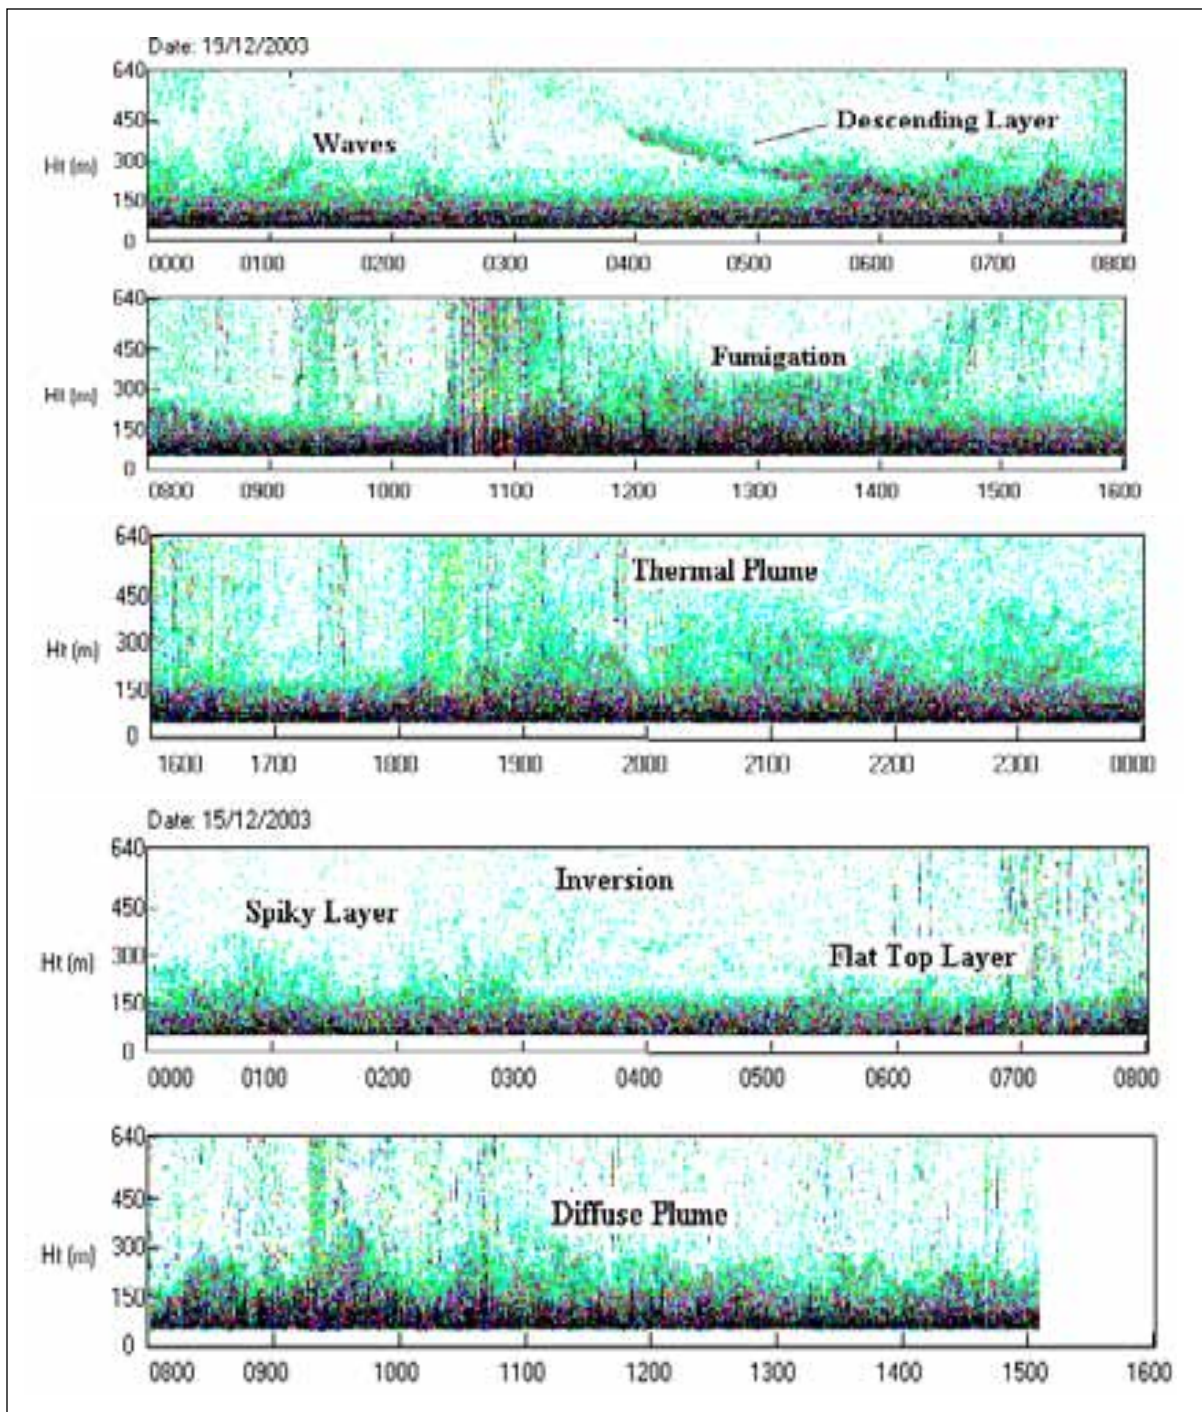 Date: 19/12/2003
640
450
Waves
Descending Layer
Ht (m)
300
150
0
0000 0100 0200 0300 0400 0500 0600 0700 0800
640
450
Fumigation
Ht (m)
300
150
0
0800 0900 1000 1100 1200 1300 1400 1500 1600
640
Thermal Plume
450
Ht (m)
300
150
0
1600 1700 1800 1900 2000 2100 2200 2300 0000
Date: 15/12/2003
640
Inversion
450
Spiky Layer
Ht (m)
300
Flat Top Layer
150
0
0000 0100 0200 0300 0400 0500 0600 0700 0800
640
450
Diffuse Plume
Ht (m)
300
150
0
0800 0900 1000 1100 1200 1300 1400 1500 1600